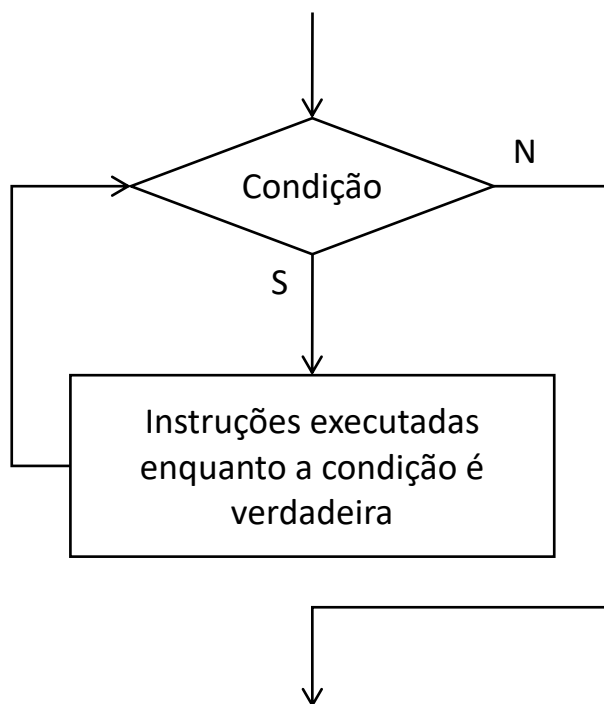 Condição
N
S
Instruções executadas
enquanto a condição é
verdadeira